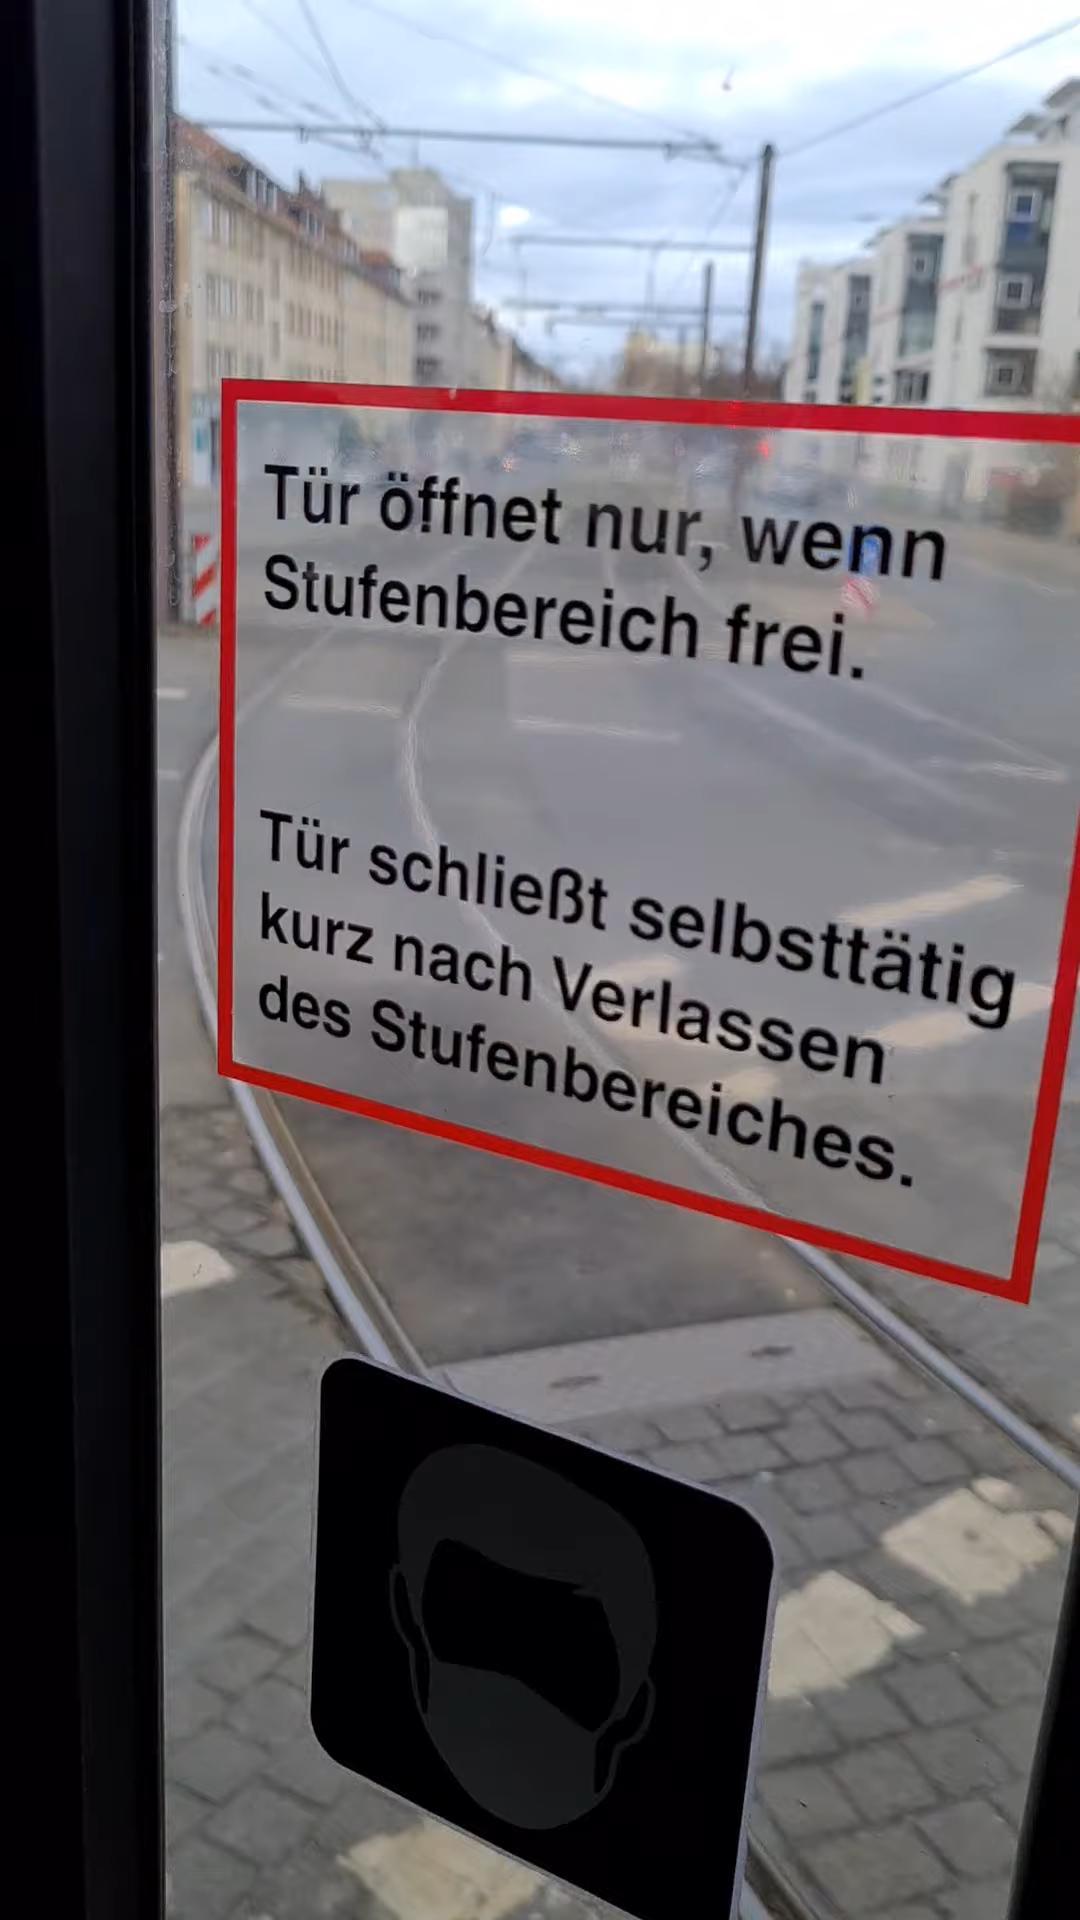 Tür öffnet nur, wenn
Stufenbereich frei.
Tür schließt selbsttätig
kurz nach Verlassen
des Stufenbereiches.